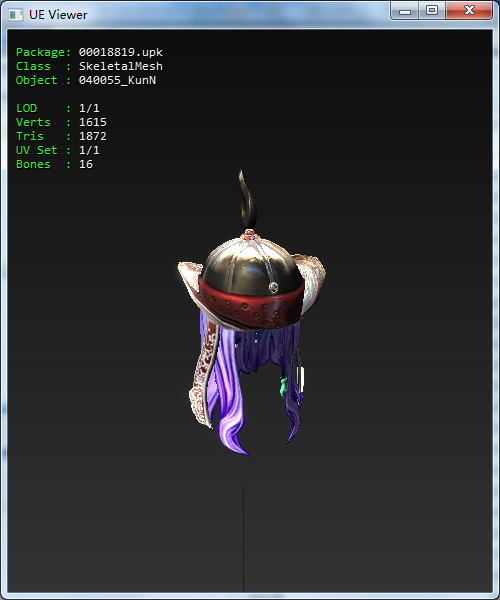 UE Viewer
Package: 00018819.upk
Class : SkeletalMesh
Object : 040055_KunN
LOD : 1/1
Verts : 1615
Tris : 1872
UV Set : 1/1
Bones : 16